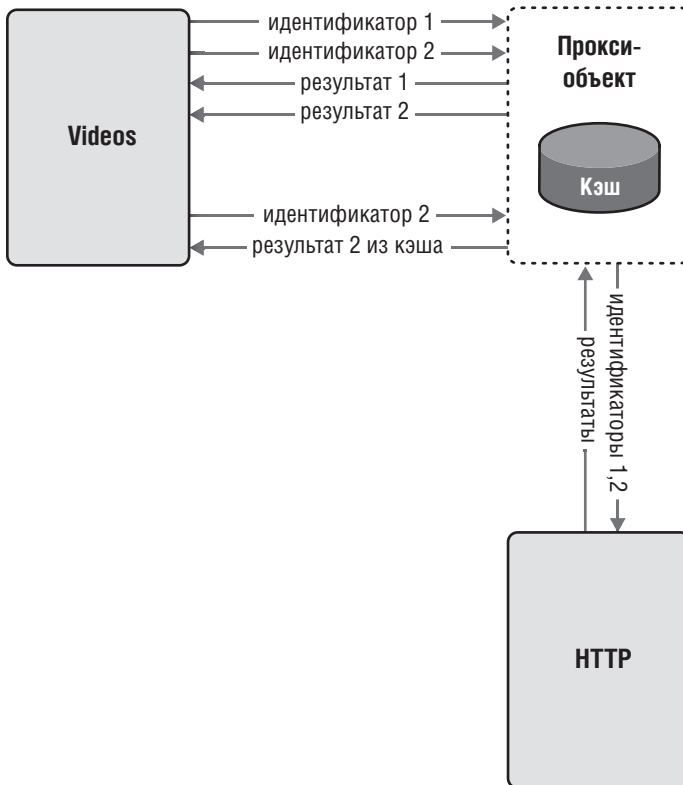 идентификатор 1
идентификатор 2
результат 1
результат 2
Videos
Прокси-
объект
Кэш
идентификатор 2
результат 2 из кэша
результаты
идентификаторы 1,2
HTTP